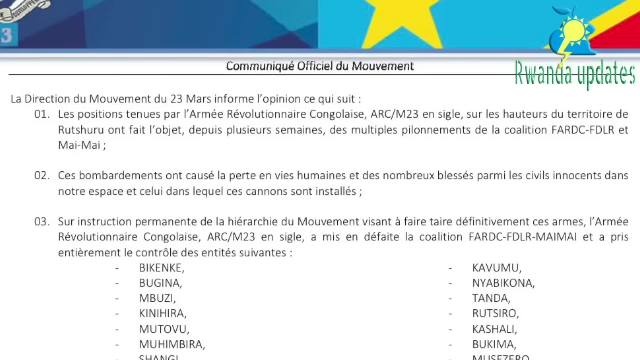 3
Communiqué Officiel du Mouvement
Rwanda updates
La Direction du Mouvement du 23 Mars informe l'opinion ce qui suit :
01. Les positions tenues par l'Armée Révolutionnaire Congolaise, ARC/M23 en sigle, sur les hauteurs du territoire de
Rutshuru ont fait l'objet, depuis plusieurs semaines, des multiples pilonnements de la coalition FARDC-FDLR et
Mai-Mai ;
02. Ces bombardements ont causé la perte en vies humaines et des nombreux blessés parmi les civils innocents dans
notre espace et celui dans lequel ces cannons sont installés ;
03. Sur instruction permanente de la hiérarchie du Mouvement visant à faire taire définitivement ces armes, l'Armée
Révolutionnaire Congolaise, ARC/M23 en sigle, a mis en défaite la coalition FARDC-FDLR-MAIMAI et a pris
entièrement le contrôle des entités suivantes :
- BIKENKE,
- BUGINA,
- MBUZI,
- KINIHIRA,
- MUTOVU,
- MUHIMBIRA,
- SHANGI
- KAVUMU,
- NYABIKONA,
- TANDA,
- RUTSIRO,
- KASHALI,
- BUKIMA,
- MUSEZERO